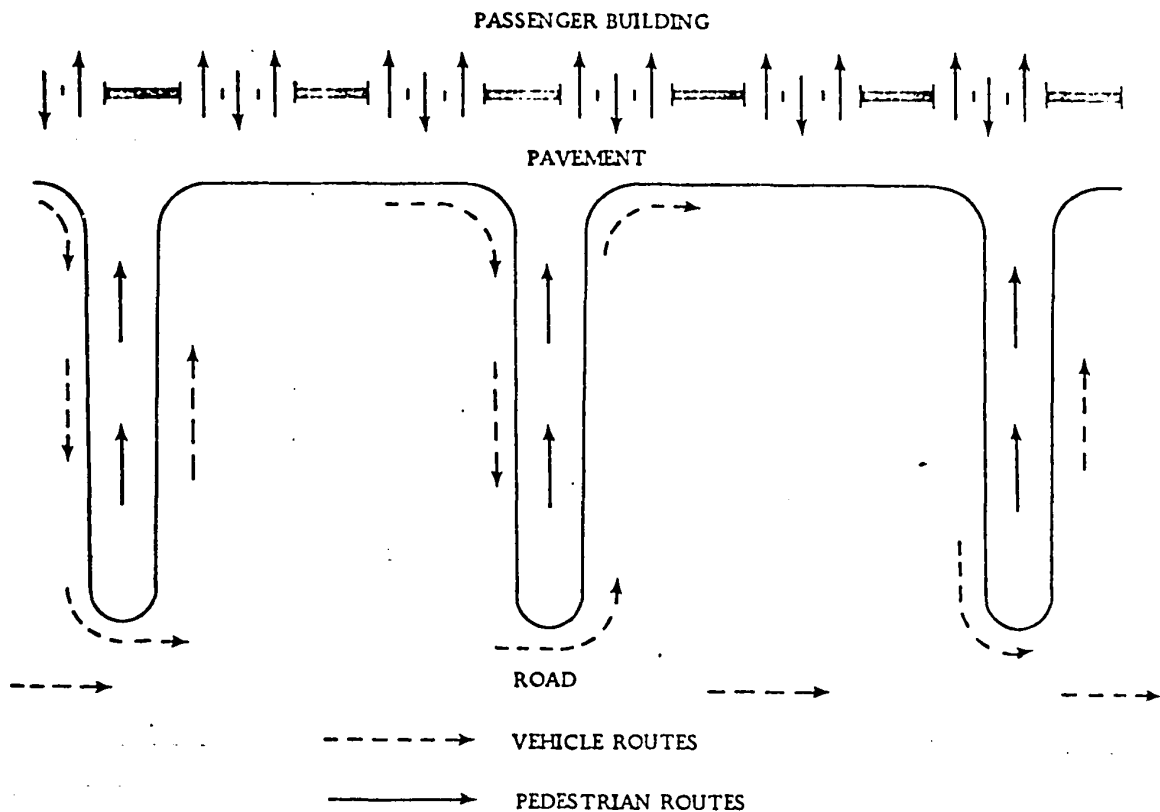 PASSENGER BUILDING
PAVEMENT
ROAD
VEHICLE ROUTES
PEDESTRIAN ROUTES